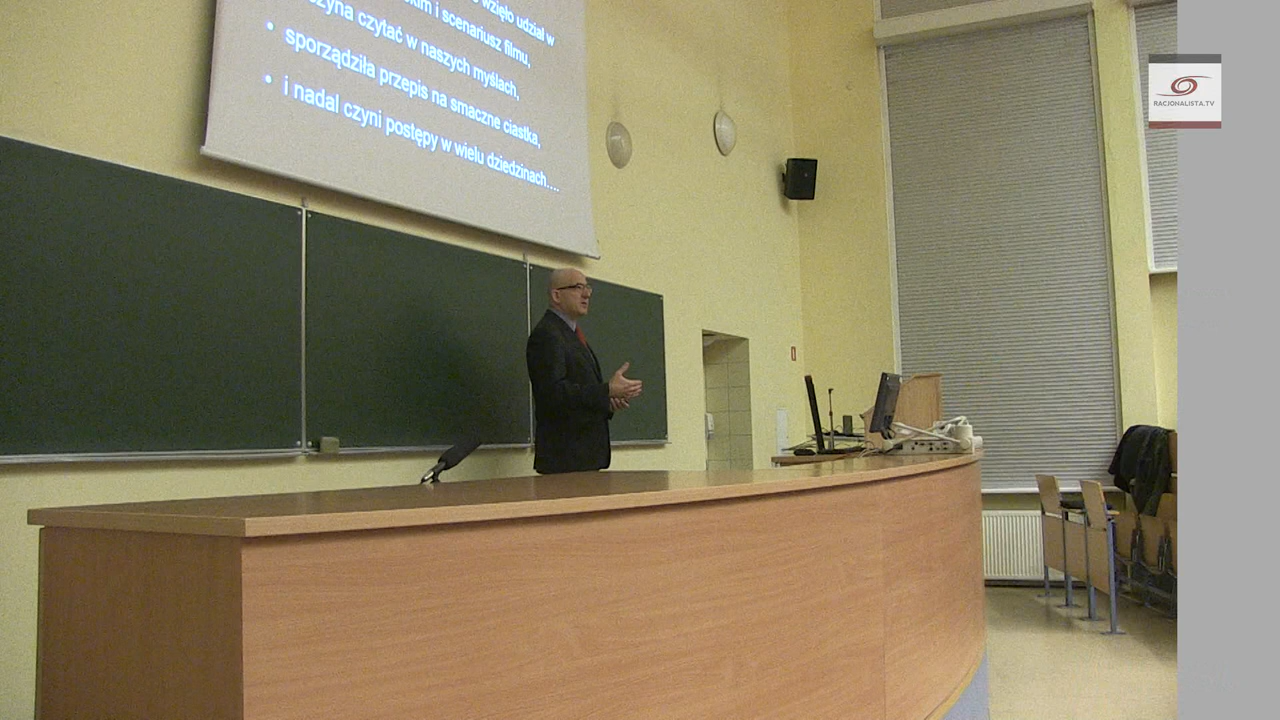 wzięło udział w
i scenariusz filmu,
czytać w naszych myślach,
• sporządziła przepis na smaczne ciastka,
• i nadal czyni postępy w wielu dziedzinach....
RACJONALISTA.TV